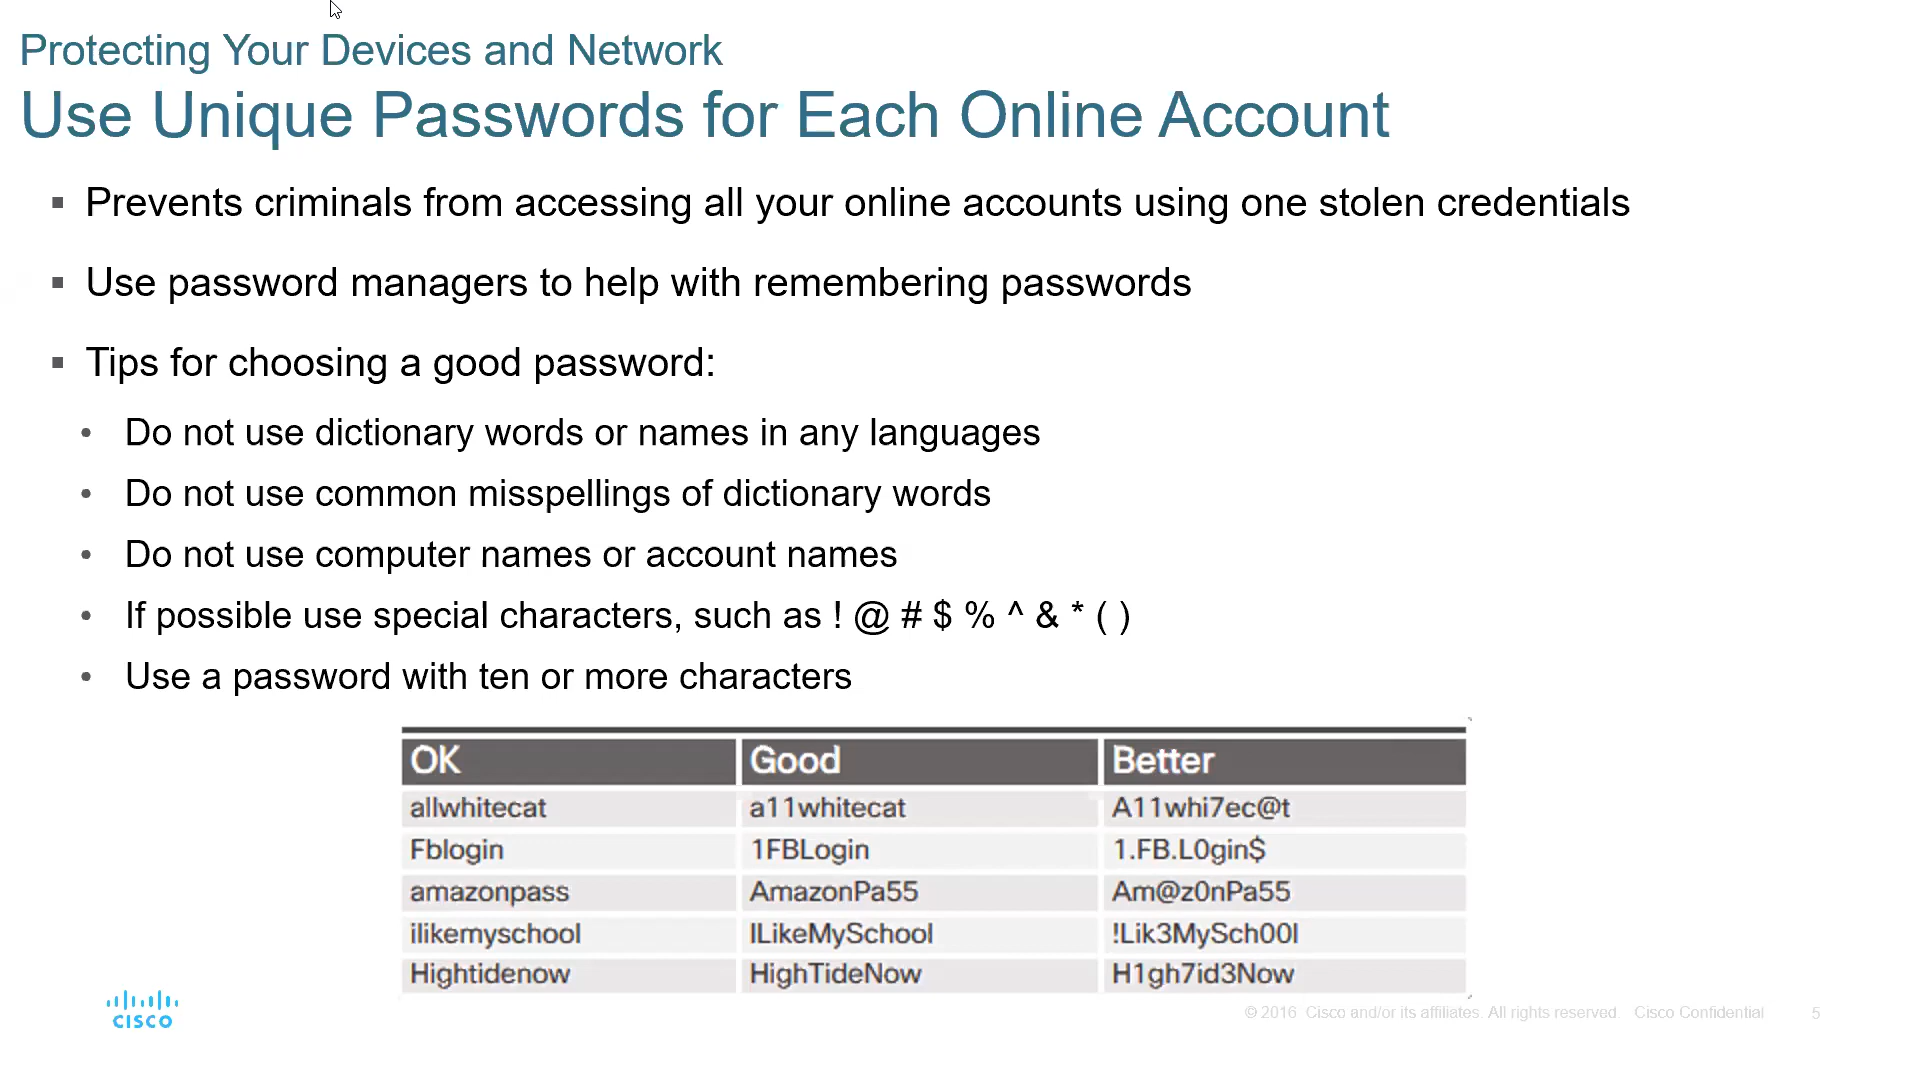 Protecting Your Devices and Network
Use Unique Passwords for Each Online Account
▪ Prevents criminals from accessing all your online accounts using one stolen credentials
▪ Use password managers to help with remembering passwords
▪ Tips for choosing a good password:
• Do not use dictionary words or names in any languages
• Do not use common misspellings of dictionary words
• Do not use computer names or account names
• If possible use special characters, such as ! @ # $ % ^ & * ( )
• Use a password with ten or more characters
OK Good Better
allwhitecat a11whitecat A11whi7ec@t
Fblogin 1FBLogin 1.FB.L0gin$
amazonpass AmazonPa55 Am@z0nPa55
ilikemyschool ILikeMySchool !Lik3MySch00l
Hightidenow HighTideNow H1gh7id3Now
CISCO
© 2016 Cisco and/or its affiliates. All rights reserved. Cisco Confidential 5